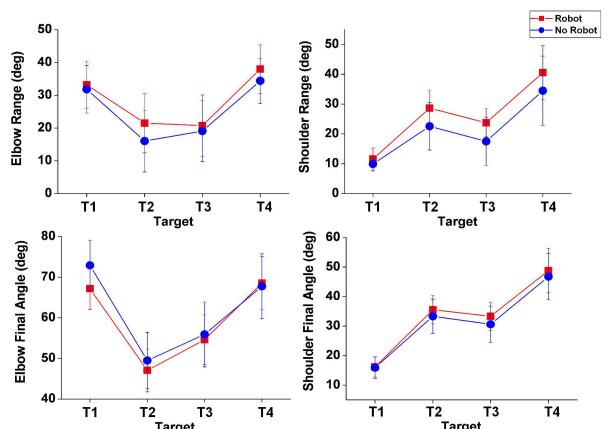 Robot
No Robot
Elbow Range (deg)
50
40
30
20
10
0
T1 T2 T3 T4
Target
Shoulder Range (deg)
50
40
30
20
10
0
T1 T2 T3 T4
Target
Elbow Final Angle (deg)
80
70
60
50
40
T1 T2 T3 T4
Target
Shoulder Final Angle (deg)
60
50
40
30
20
10
T1 T2 T3 T4
Target